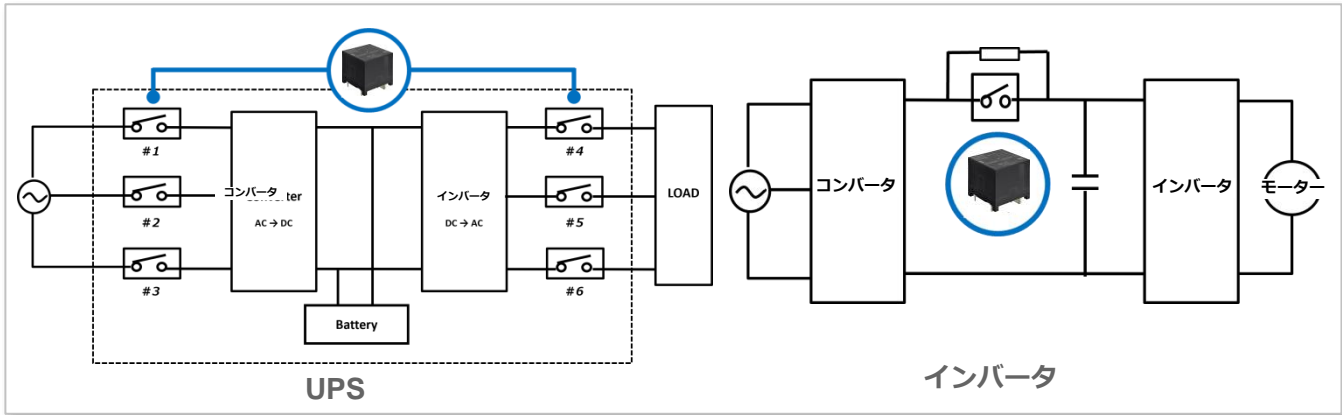 #1
#2
#3
コンバータ
AC → DC
インバータ
DC → AC
#4
#5
#6
LOAD
Battery
UPS
コンバータ
インバータ
モーター
インバータ